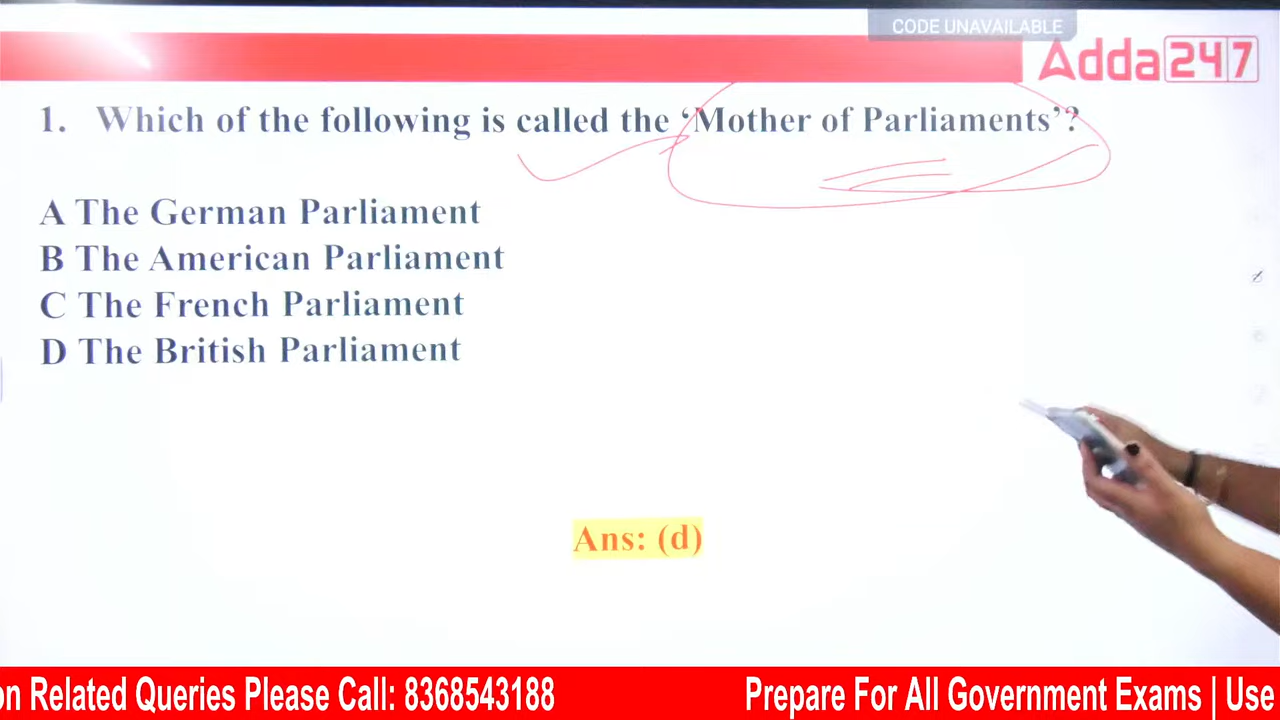 CODE UNAVAILABLE
Adda247
1. Which of the following is called the ‘Mother of Parliaments’?
A The German Parliament
B The American Parliament
C The French Parliament
D The British Parliament
Ans: (d)
on Related Queries Please Call: 8368543188 Prepare For All Government Exams | Use